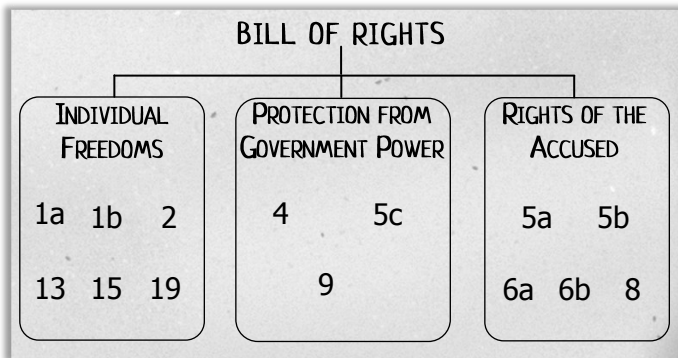 BILL OF RIGHTS
INDIVIDUAL
FREEDOMS
1a 1b 2
13 15 19
PROTECTION FROM
GOVERNMENT POWER
4 5c
9
RIGHTS OF THE
ACCUSED
5a 5b
6a 6b 8